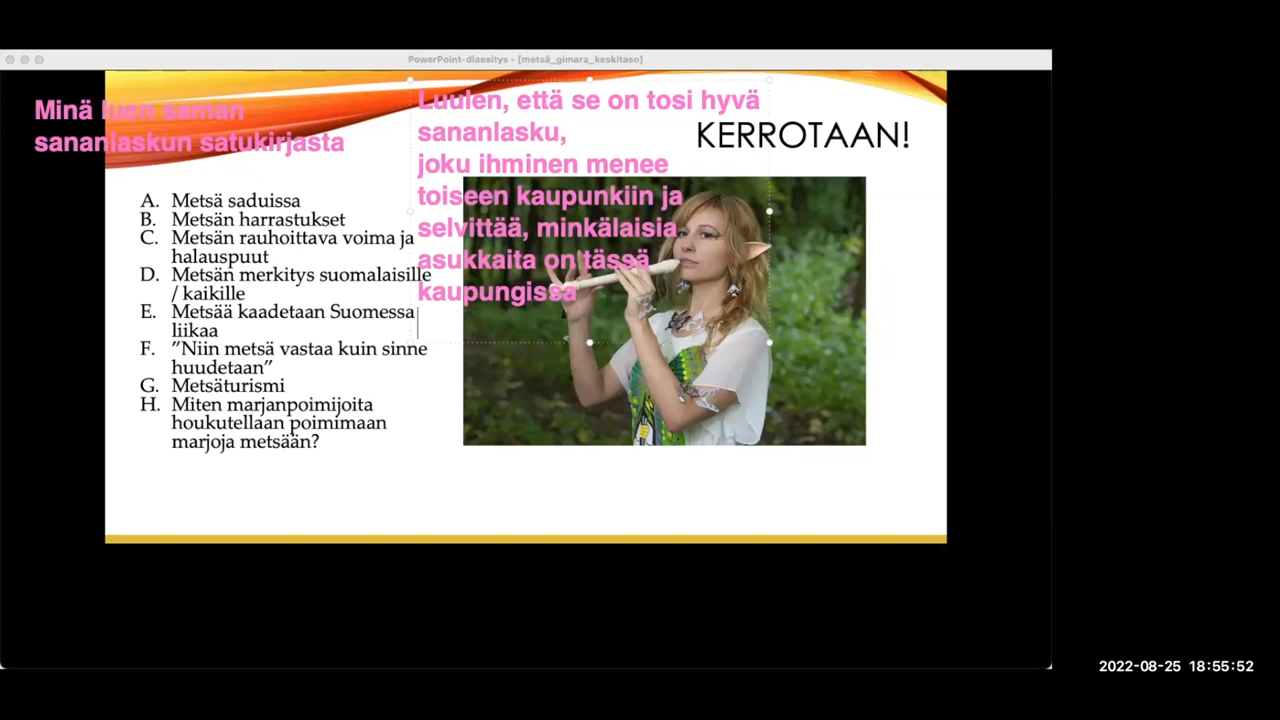 PowerPoint-diaesitys - [metsä_gimara_keskitaso]
Minä luen saman
sananlaskun satukirjasta
Luulen, että se on tosi hyvä
sananlasku,
joku ihminen menee
toiseen kaupunkiin ja
selvittää, minkälaisia
asukkaita on tässä
kaupungissa
KERROTAAN!
A. Metsä saduissa
B. Metsän harrastukset
C. Metsän rauhoittava voima ja
halauspuut
D. Metsän merkitys suomalaisille
/ kaikille
E. Metsää kaadetaan Suomessa
liikaa
F. ”Niin metsä vastaa kuin sinne
huudetaan”
G. Metsäturismi
H. Miten marjanpoimijoita
houkutellaan poimimaan
marjoja metsään?
2022-08-25 18:55:52